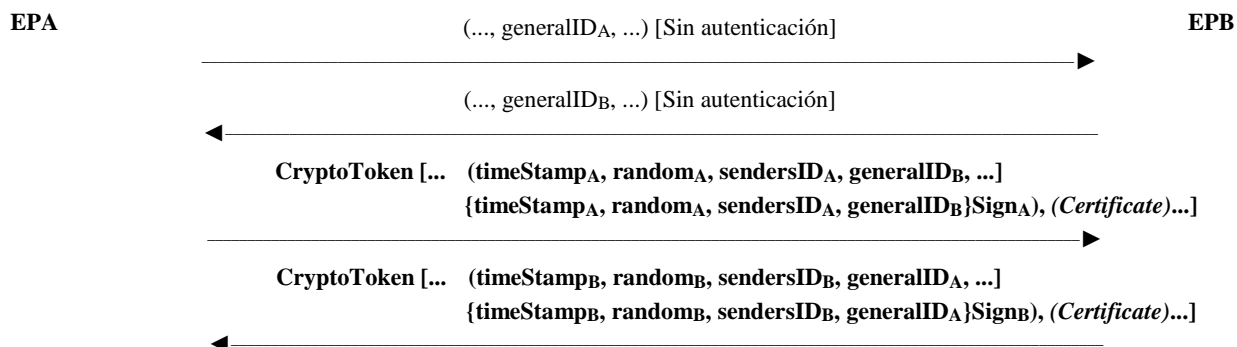 EPA (..., generalIDA, ...) [Sin autenticación] EPB
(..., generalIDB, ...) [Sin autenticación]
CryptoToken [... (timeStampA, randomA, sendersIDA, generalIDB, ...]
{timeStampA, randomA, sendersIDA, generalIDB}SignA), (Certificate)...]
CryptoToken [... (timeStampB, randomB, sendersIDB, generalIDA, ...]
{timeStampB, randomB, sendersIDB, generalIDA}SignB), (Certificate)...]